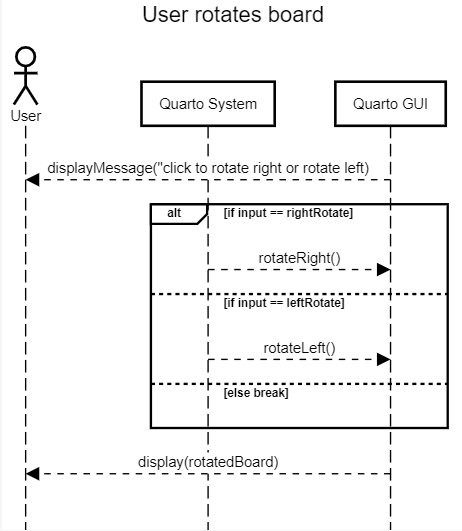 User rotates board
User
Quarto System
Quarto GUI
displayMessage("click to rotate right or rotate left)
alt
[if input == rightRotate]
rotateRight()
[if input == leftRotate]
rotateLeft()
[else break]
display(rotatedBoard)